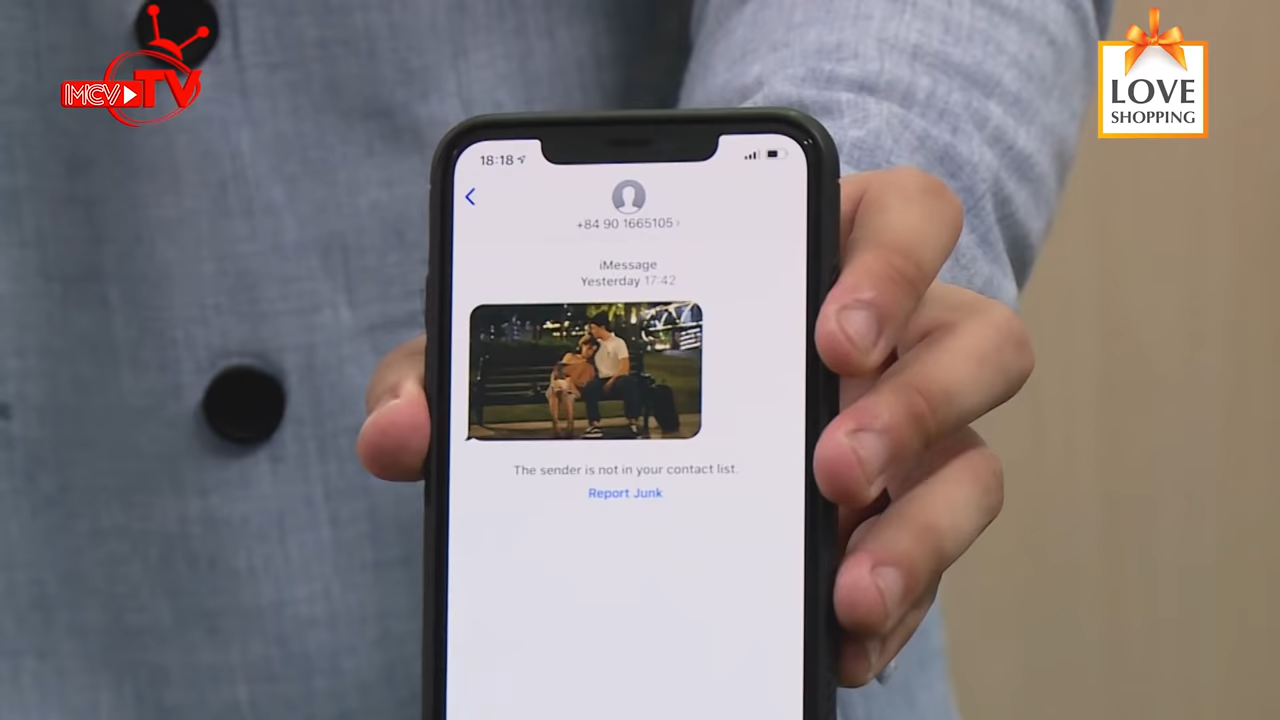 IMCV TV
LOVE
SHOPPING
18:18
+84 90 1665105
iMessage
Yesterday 17:42
The sender is not in your contact list.
Report Junk